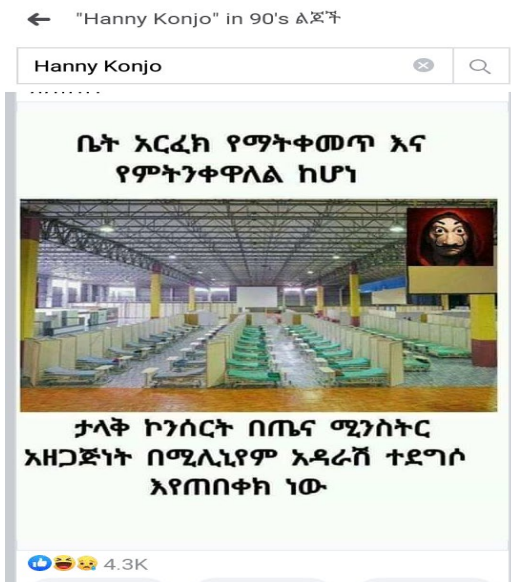 "Hanny Konjo" in 90's ልጆች
Hanny Konjo
ቤት አርፈክ የማትቀመጥ እና
የምትንቀዋለል ከሆነ
ታላቅ ኮንሰርት በጤና ሚንስትር
አዘጋጅነት በሚሊኒየም አዳራሽ ተደግሶ
እየጠበቀክ ነው
4.3K